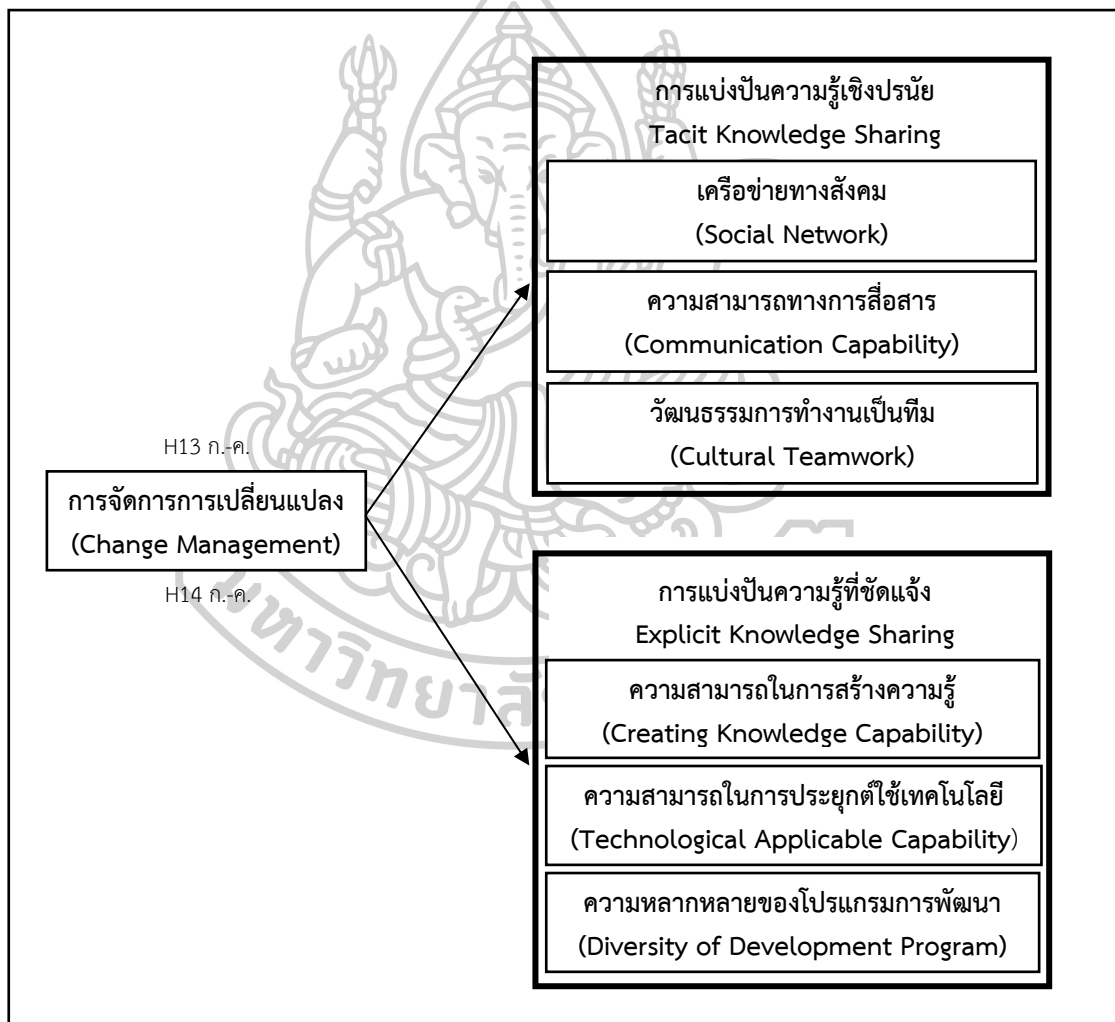 การแบ่งปันความรู้เชิงปรนัย
Tacit Knowledge Sharing
เครือข่ายทางสังคม
(Social Network)
ความสามารถทางการสื่อสาร
(Communication Capability)
วัฒนธรรมการทำงานเป็นทีม
(Cultural Teamwork)
H13 ก.-ค.
การจัดการการเปลี่ยนแปลง
(Change Management)
H14 ก.-ค.
การแบ่งปันความรู้ที่ชัดแจ้ง
Explicit Knowledge Sharing
ความสามารถในการสร้างความรู้
(Creating Knowledge Capability)
ความสามารถในการประยุกต์ใช้เทคโนโลยี
(Technological Applicable Capability)
ความหลากหลายของโปรแกรมการพัฒนา
(Diversity of Development Program)